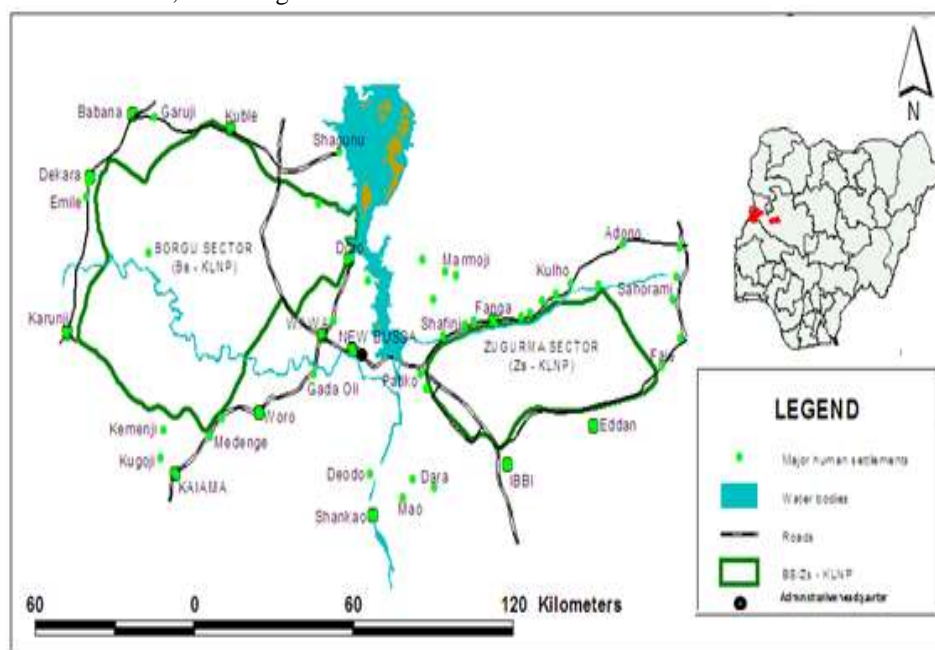 N
Babana
Garuji
Kuble
Shagunu
Dekara
Emile
BORGU SECTOR
(Bs - KLNP)
Adono
Marmoji
Kulho
Sahorami
Fanga
Shafini
Karunji
WAWA
NEW BUSSA
ZUGURMA SECTOR
(Zs - KLNP)
Patiko
Gada Oli
Woro
Eddan
Kemenji
Medenge
Kugoji
KAIAMA
IBBI
Deodo
Dara
Mao
Shankao
LEGEND
Major human settlements
Water bodies
Roads
BS/Zs - KLNP
Administrative headquarter
60 0 60 120 Kilometers